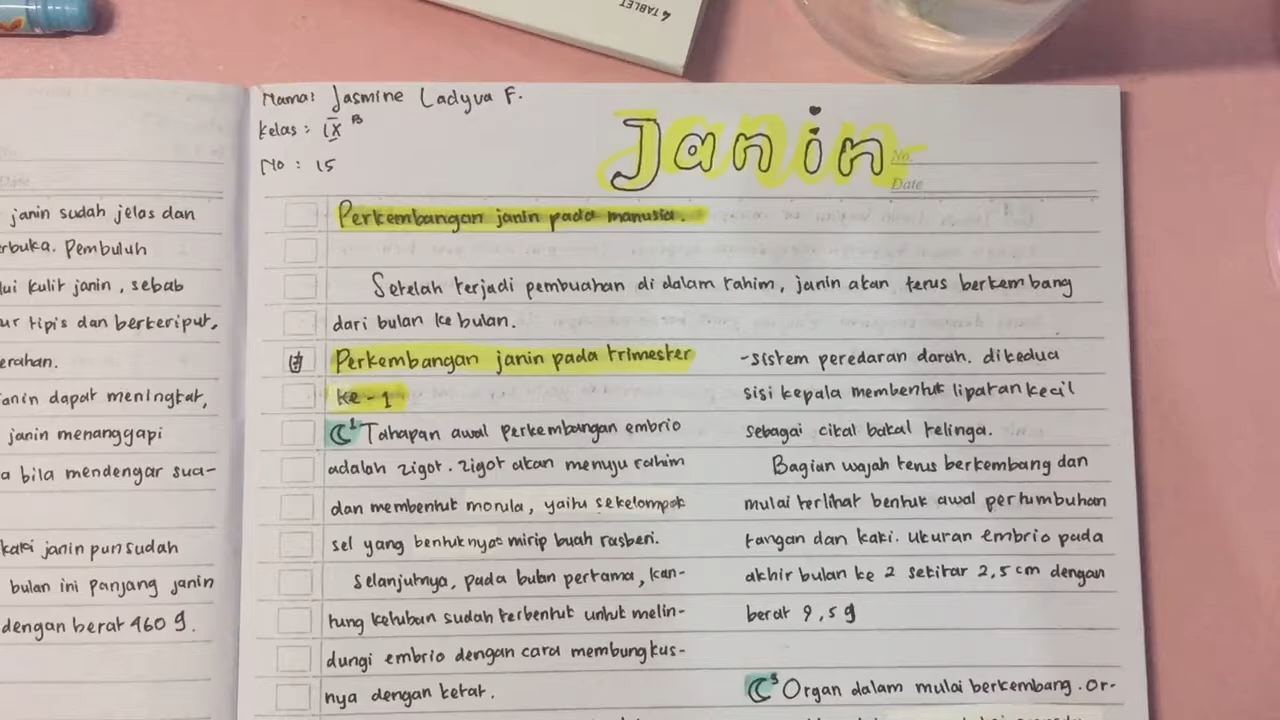 4 TABLET
janin sudah jelas dan
rbuka. Pembuluh
lui kulit janin, sebab
ur tipis dan berkeriput,
erahan.
anin dapat meningkat,
janin menanggapi
a bila mendengar sua-
kaki janin pun sudah
bulan ini panjang janin
dengan berat 460 g.
Nama: Jasmine Ladyva F.
Kelas: IX B
No: 15
Janin
No.
Date
Perkembangan janin pada manusia.
Setelah terjadi pembuahan di dalam rahim, janin akan terus berkembang
dari bulan ke bulan.
Perkembangan janin pada trimester
ke-1
1 Tahapan awal perkembangan embrio
adalah zigot. zigot akan menuju rahim
dan membentuk morula, yaitu sekelompok
sel yang bentuknya mirip buah rasberi.
Selanjutnya, pada bulan pertama, kan-
tung ketuban sudah terbentuk untuk melin-
dungi embrio dengan cara membungkus-
nya dengan ketat.
-sistem peredaran darah. dikedua
sisi kepala membentuk lipatan kecil
sebagai cikal bakal telinga.
Bagian wajah terus berkembang dan
mulai terlihat bentuk awal pertumbuhan
tangan dan kaki. ukuran embrio pada
akhir bulan ke 2 sekitar 2,5 cm dengan
berat 9,5 g
3 Organ dalam mulai berkembang. Or-